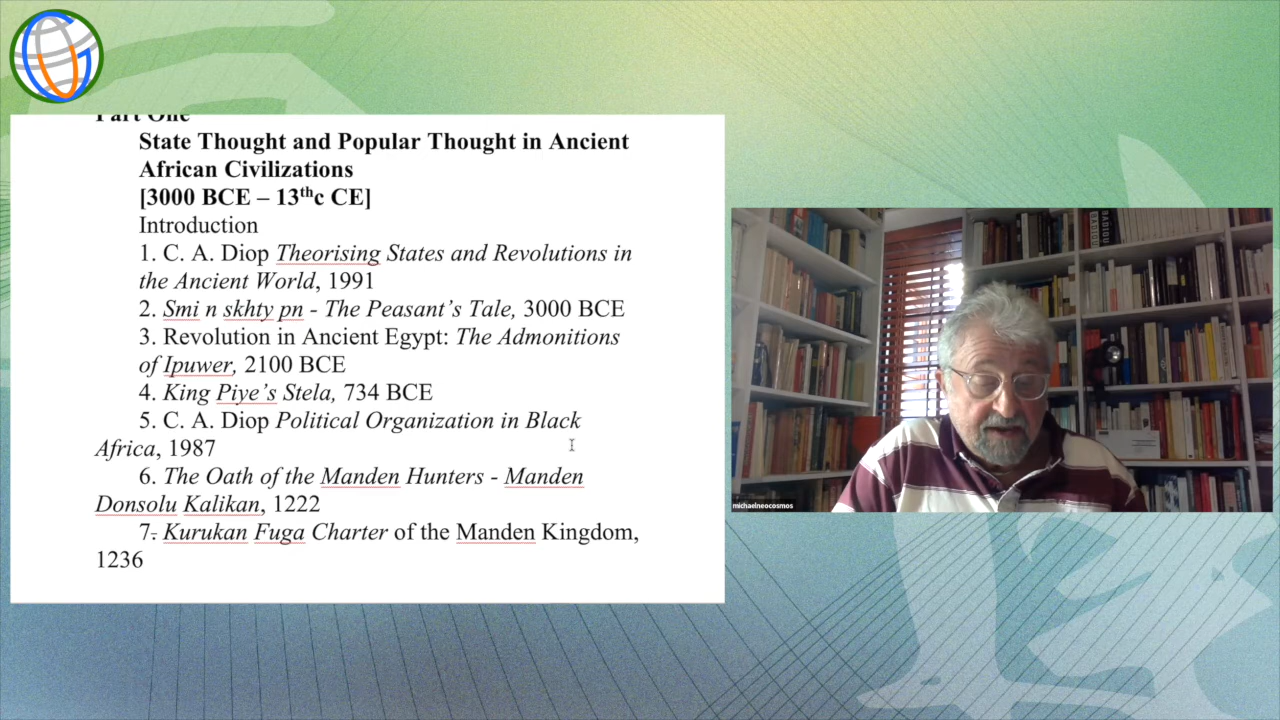 Part One
State Thought and Popular Thought in Ancient
African Civilizations
[3000 BCE – 13thc CE]
Introduction
1. C. A. Diop Theorising States and Revolutions in
the Ancient World, 1991
2. Smi n skhty pn - The Peasant’s Tale, 3000 BCE
3. Revolution in Ancient Egypt: The Admonitions
of Ipuwer, 2100 BCE
4. King Piye’s Stela, 734 BCE
5. C. A. Diop Political Organization in Black
Africa, 1987
6. The Oath of the Manden Hunters - Manden
Donsolu Kalikan, 1222
7. Kurukan Fuga Charter of the Manden Kingdom,
1236
BADIOU
michaelneocosmos